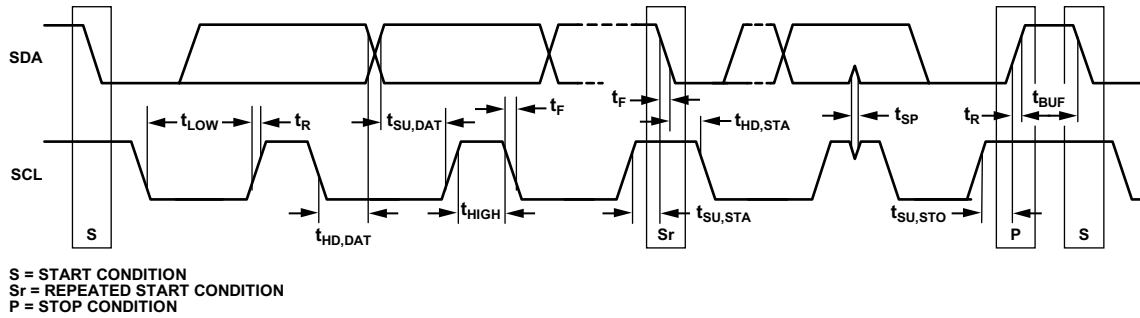 SDA
tLOW
tR
tSU,DAT
tF
tF
tHD,STA
tSP
tR
tBUF
SCL
tHD,DAT
tHIGH
tSU,STA
tSU,STO
S
Sr
P
S
S = START CONDITION
Sr = REPEATED START CONDITION
P = STOP CONDITION